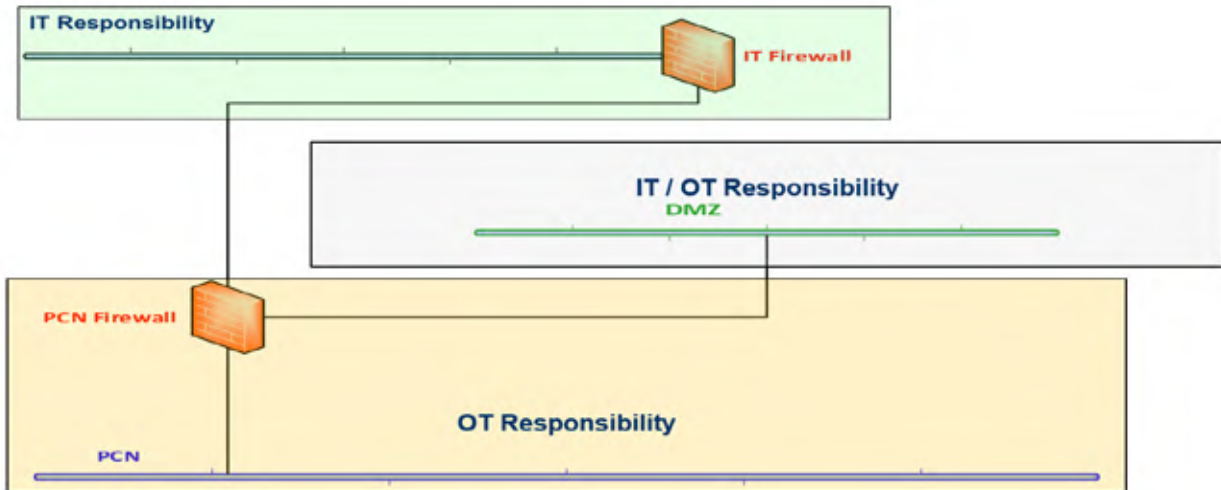 IT Responsibility
IT Firewall
IT / OT Responsibility
DMZ
PCN Firewall
OT Responsibility
PCN